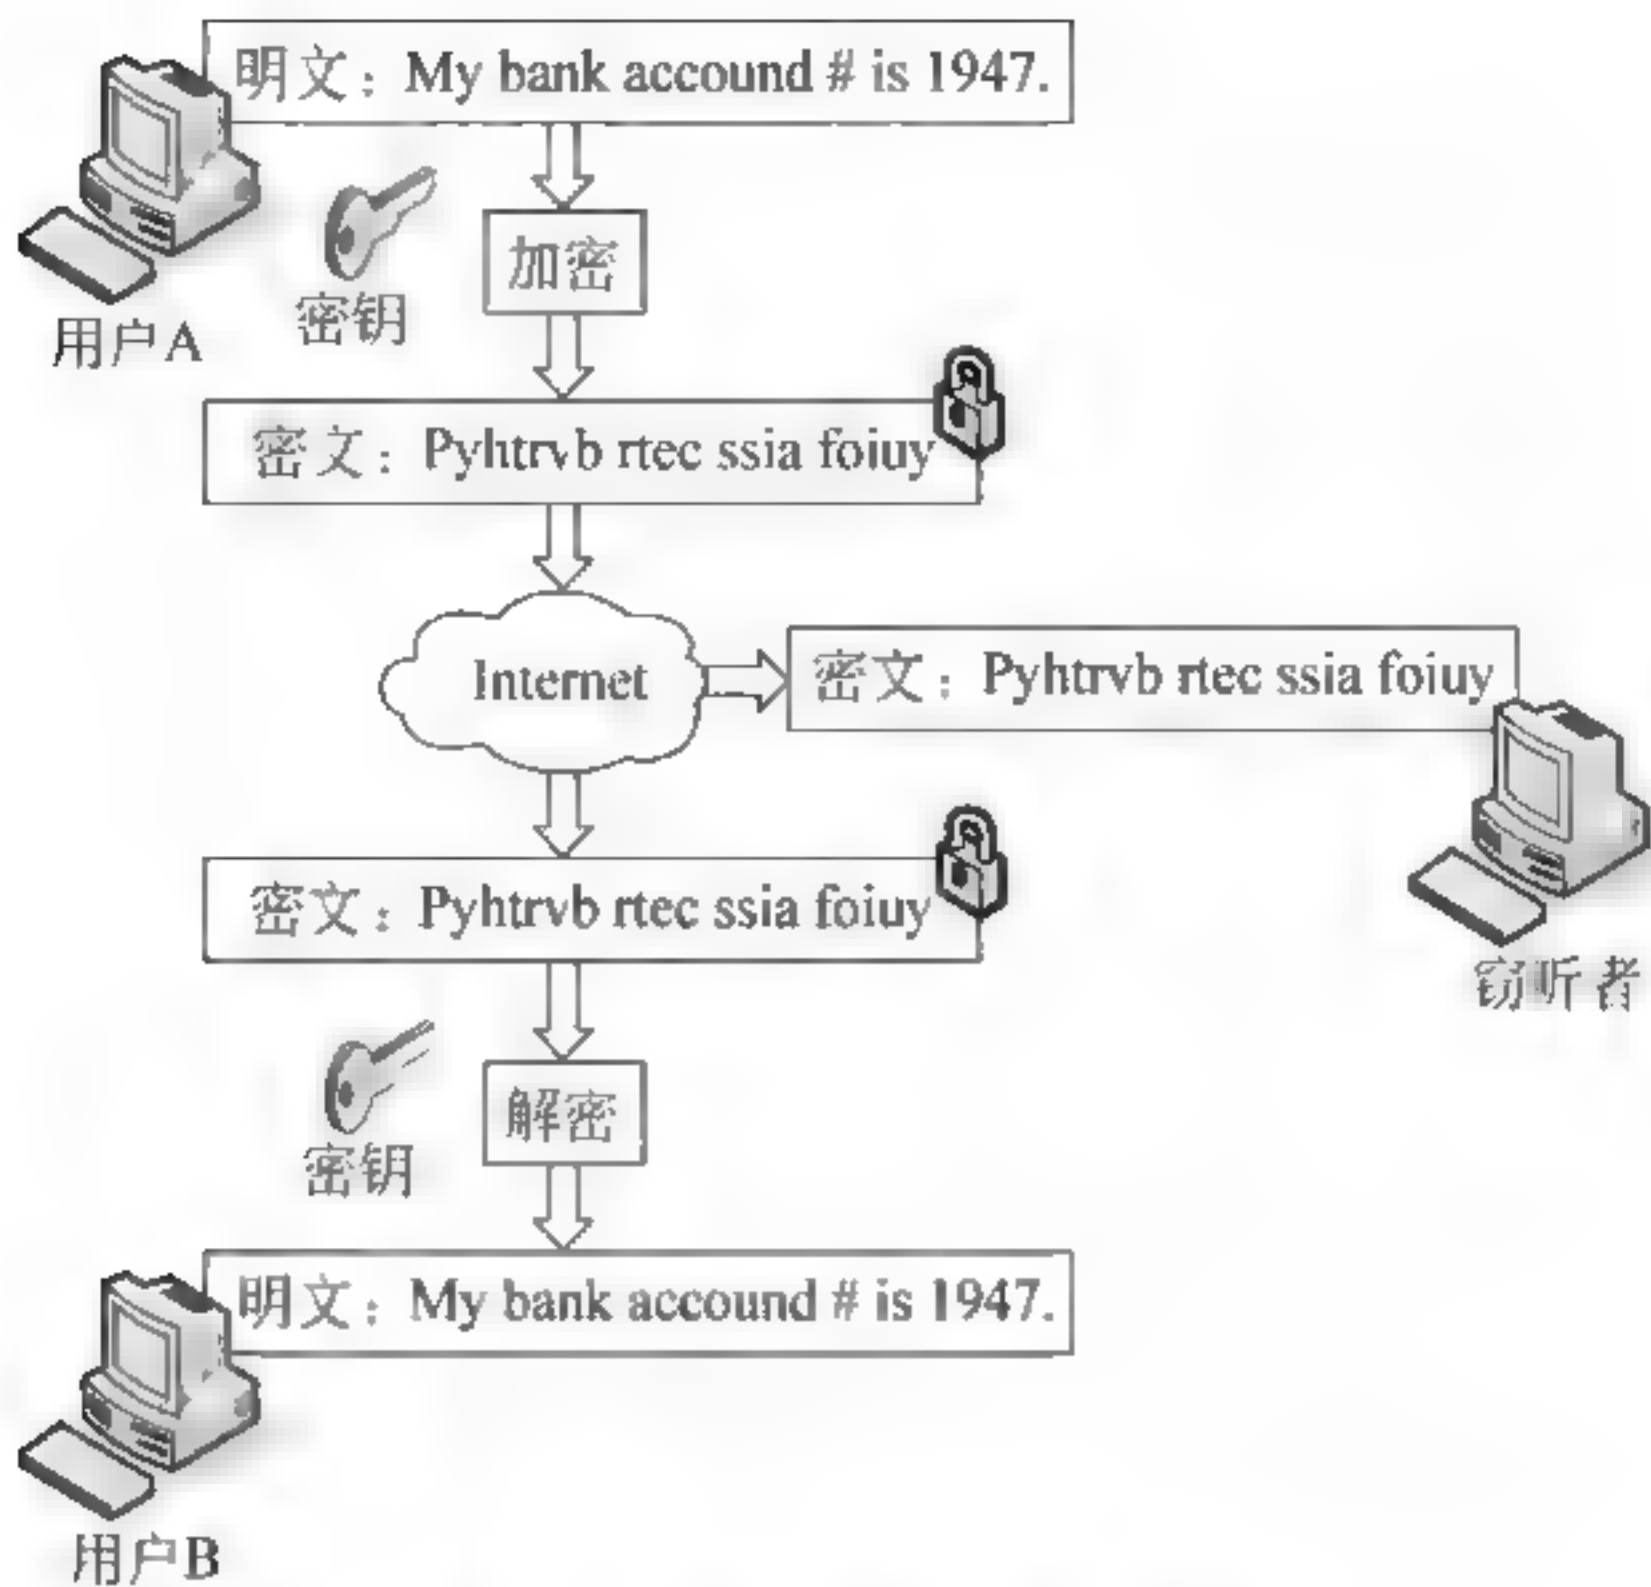 明文：My bank accound # is 1947.
加密
密钥
用户A
密文：Pyhtrvb rtec ssia foiuy
Internet
密文：Pyhtrvb rtec ssia foiuy
密文：Pyhtrvb rtec ssia foiuy
窃听者
解密
密钥
明文：My bank accound # is 1947.
用户B